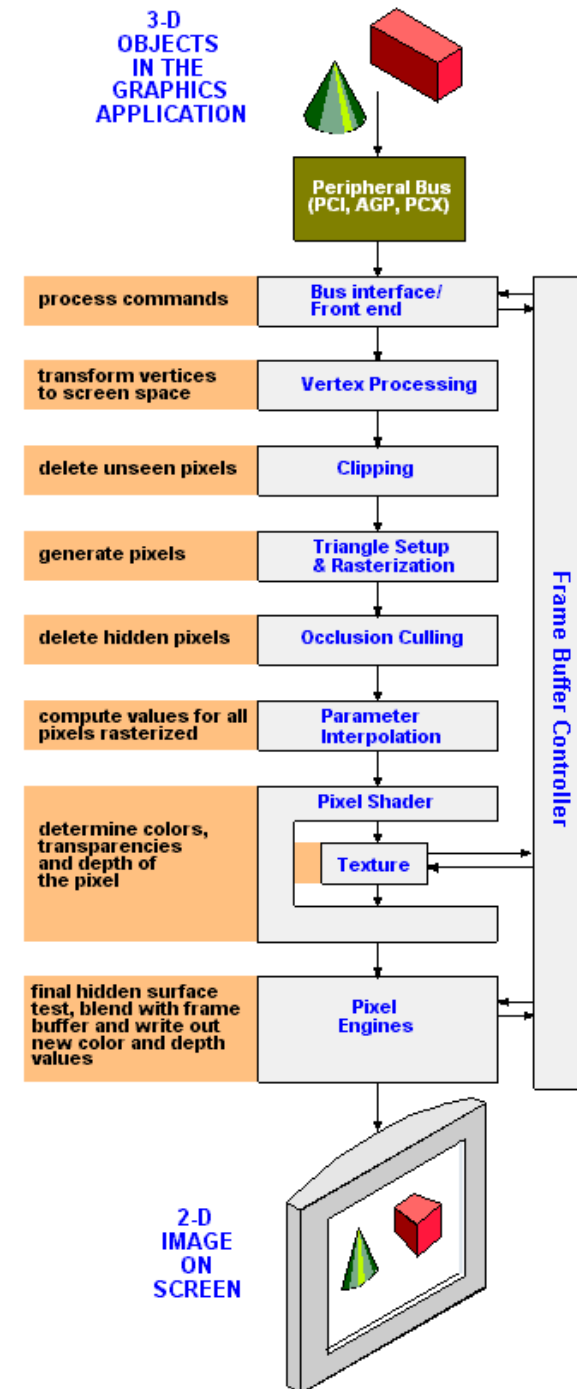 3-D
OBJECTS
IN THE
GRAPHICS
APPLICATION
Peripheral Bus
(PCI, AGP, PCX)
process commands
Bus interface/
Front end
transform vertices
to screen space
Vertex Processing
delete unseen pixels
Clipping
generate pixels
Triangle Setup
& Rasterization
delete hidden pixels
Occlusion Culling
compute values for all
pixels rasterized
Parameter
Interpolation
determine colors,
transparencies
and depth of
the pixel
Pixel Shader
Texture
final hidden surface
test, blend with frame
buffer and write out
new color and depth
values
Pixel
Engines
Frame Buffer Controller
2-D
IMAGE
ON
SCREEN